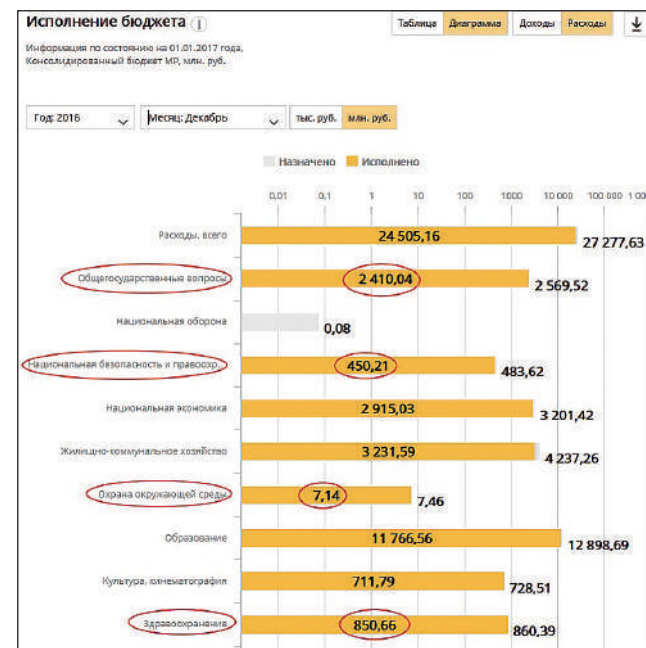 Исполнение бюджета i
Таблица Диаграмма Доходы Расходы
Информация по состоянию на 01.01.2017 года,
Консолидированный бюджет МР, млн. руб.
Год: 2016 Месяц: Декабрь тыс. руб. млн. руб.
Назначено Исполнено
0,01 0,1 1 10 100 1000 10 000 100 000 1 00
Расходы, всего 24 505,16 27 277,63
Общегосударственные вопросы 2 410,04 2 569,52
Национальная оборона 0,08
Национальная безопасность и правоохр... 450,21 483,62
Национальная экономика 2 915,03 3 201,42
Жилищно-коммунальное хозяйство 3 231,59 4 237,26
Охрана окружающей среды 7,14 7,46
Образование 11 766,56 12 898,69
Культура, кинематография 711,79 728,51
Здравоохранение 850,66 860,39